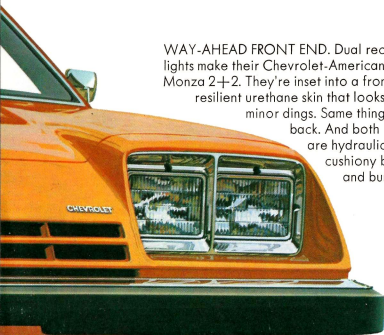 WAY-AHEAD FRONT END. Dual rec
lights make their Chevrolet-American
Monza 2+2. They're inset into a fron
resilient urethane skin that looks
minor dings. Same thing
back. And both
are hydraulic
cushiony b
and bu
CHEVROLET